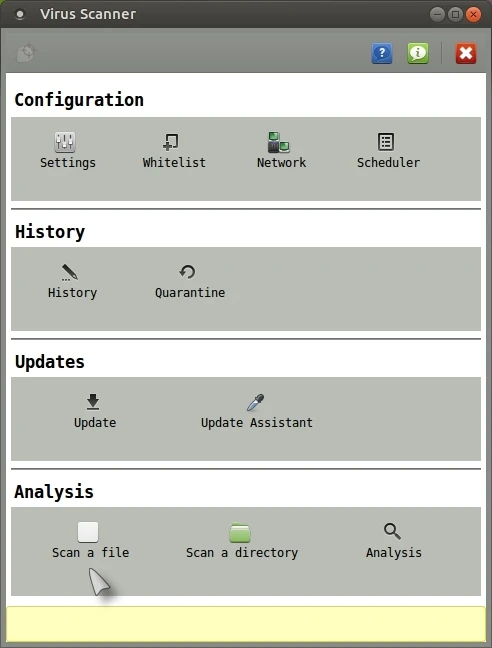 Virus Scanner
?
i
Configuration
Settings Whitelist Network Scheduler
History
History Quarantine
Updates
Update Update Assistant
Analysis
Scan a file Scan a directory Analysis